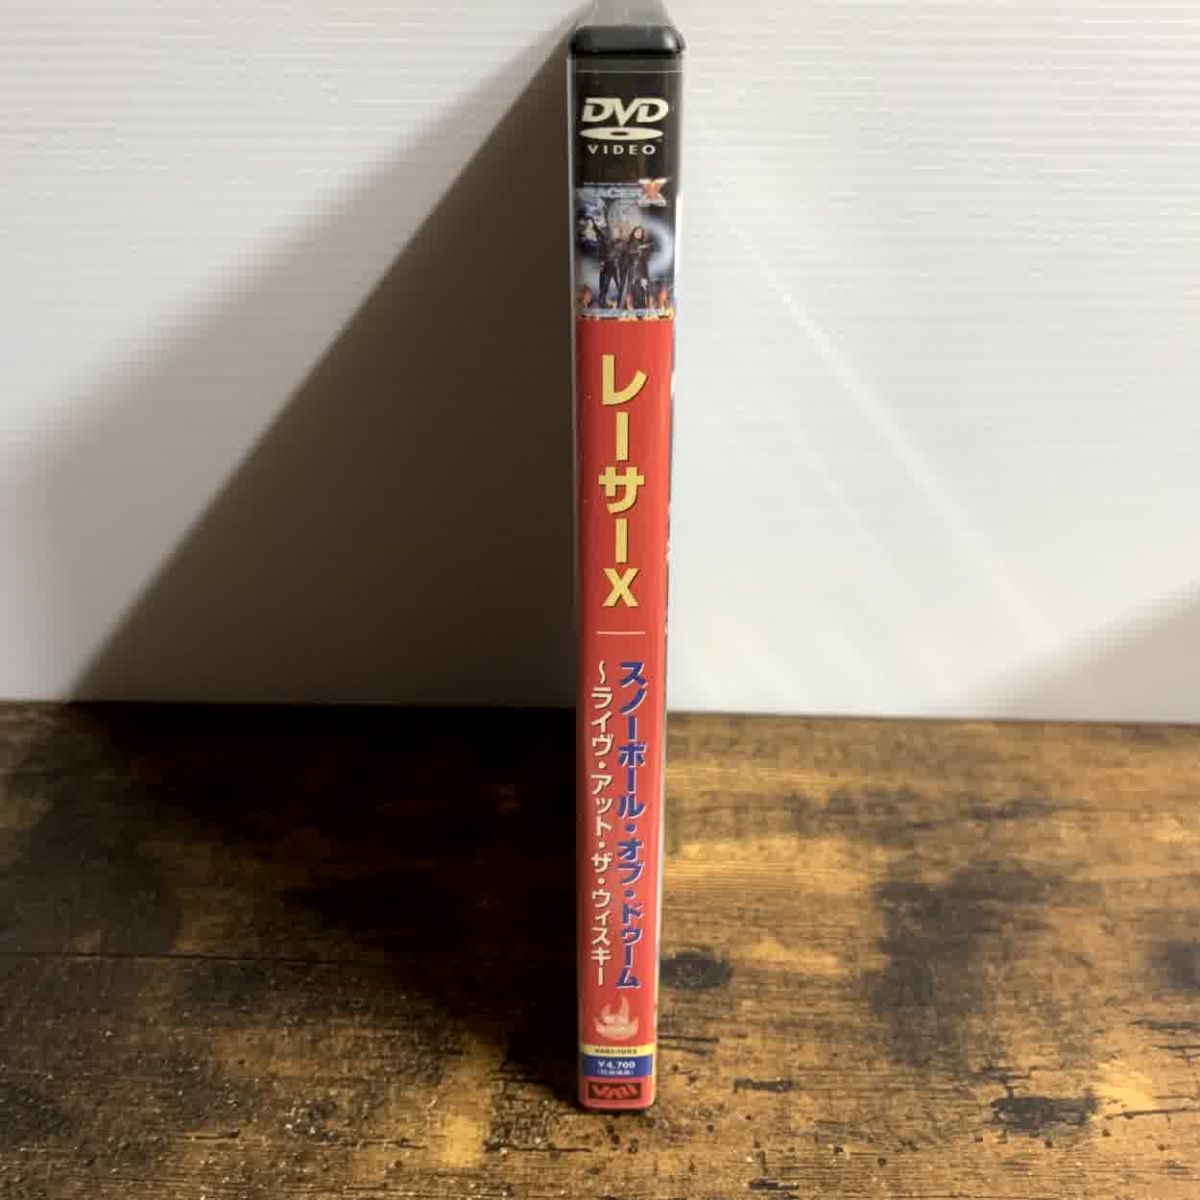 DVD
VIDEO
RACER X
レーサーX
スノーボール・オブ・ドゥーム
〜ライヴ・アット・ザ・ウィスキー
¥4,700
VAll